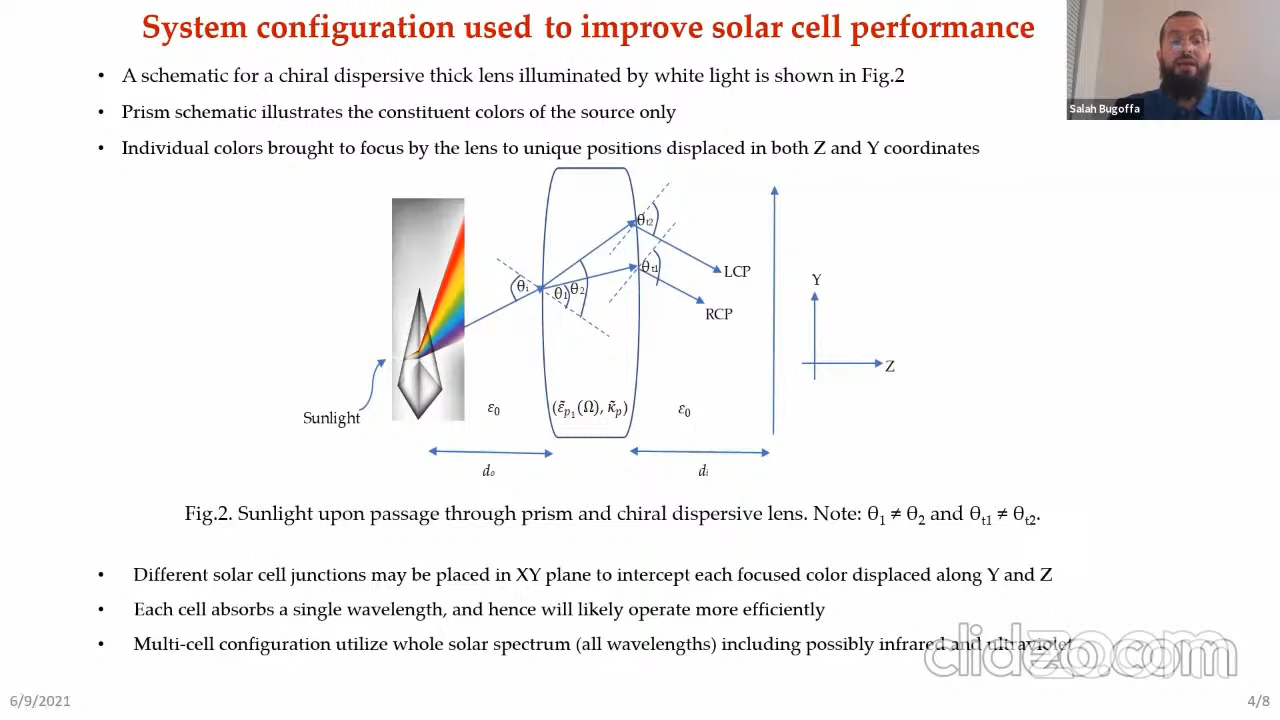 System configuration used to improve solar cell performance
• A schematic for a chiral dispersive thick lens illuminated by white light is shown in Fig.2
Salah Bugoffa
• Prism schematic illustrates the constituent colors of the source only
• Individual colors brought to focus by the lens to unique positions displaced in both Z and Y coordinates
θt2
θi
θ1
θ2
θt1
LCP
RCP
Y
Z
Sunlight
ε0
(ε̃p1(Ω), κ̃p)
ε0
do
di
Fig.2. Sunlight upon passage through prism and chiral dispersive lens. Note: θ1 ≠ θ2 and θt1 ≠ θt2.
• Different solar cell junctions may be placed in XY plane to intercept each focused color displaced along Y and Z
• Each cell absorbs a single wavelength, and hence will likely operate more efficiently
• Multi-cell configuration utilize whole solar spectrum (all wavelengths) including possibly infrared and ultraviolet
clidzo.com
6/9/2021
4/8